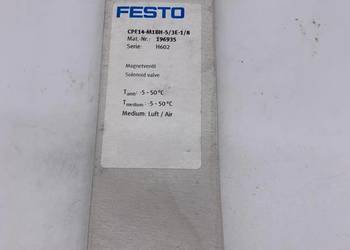 FESTO
CPE14-M1BH-5/3E-1/8
Mat.-Nr.: 196935
Serie: H602
Magnetventil
Solenoid valve
Tamb: -5 - 50 °C
Tmedium: -5 - 50 °C
Medium: Luft / Air